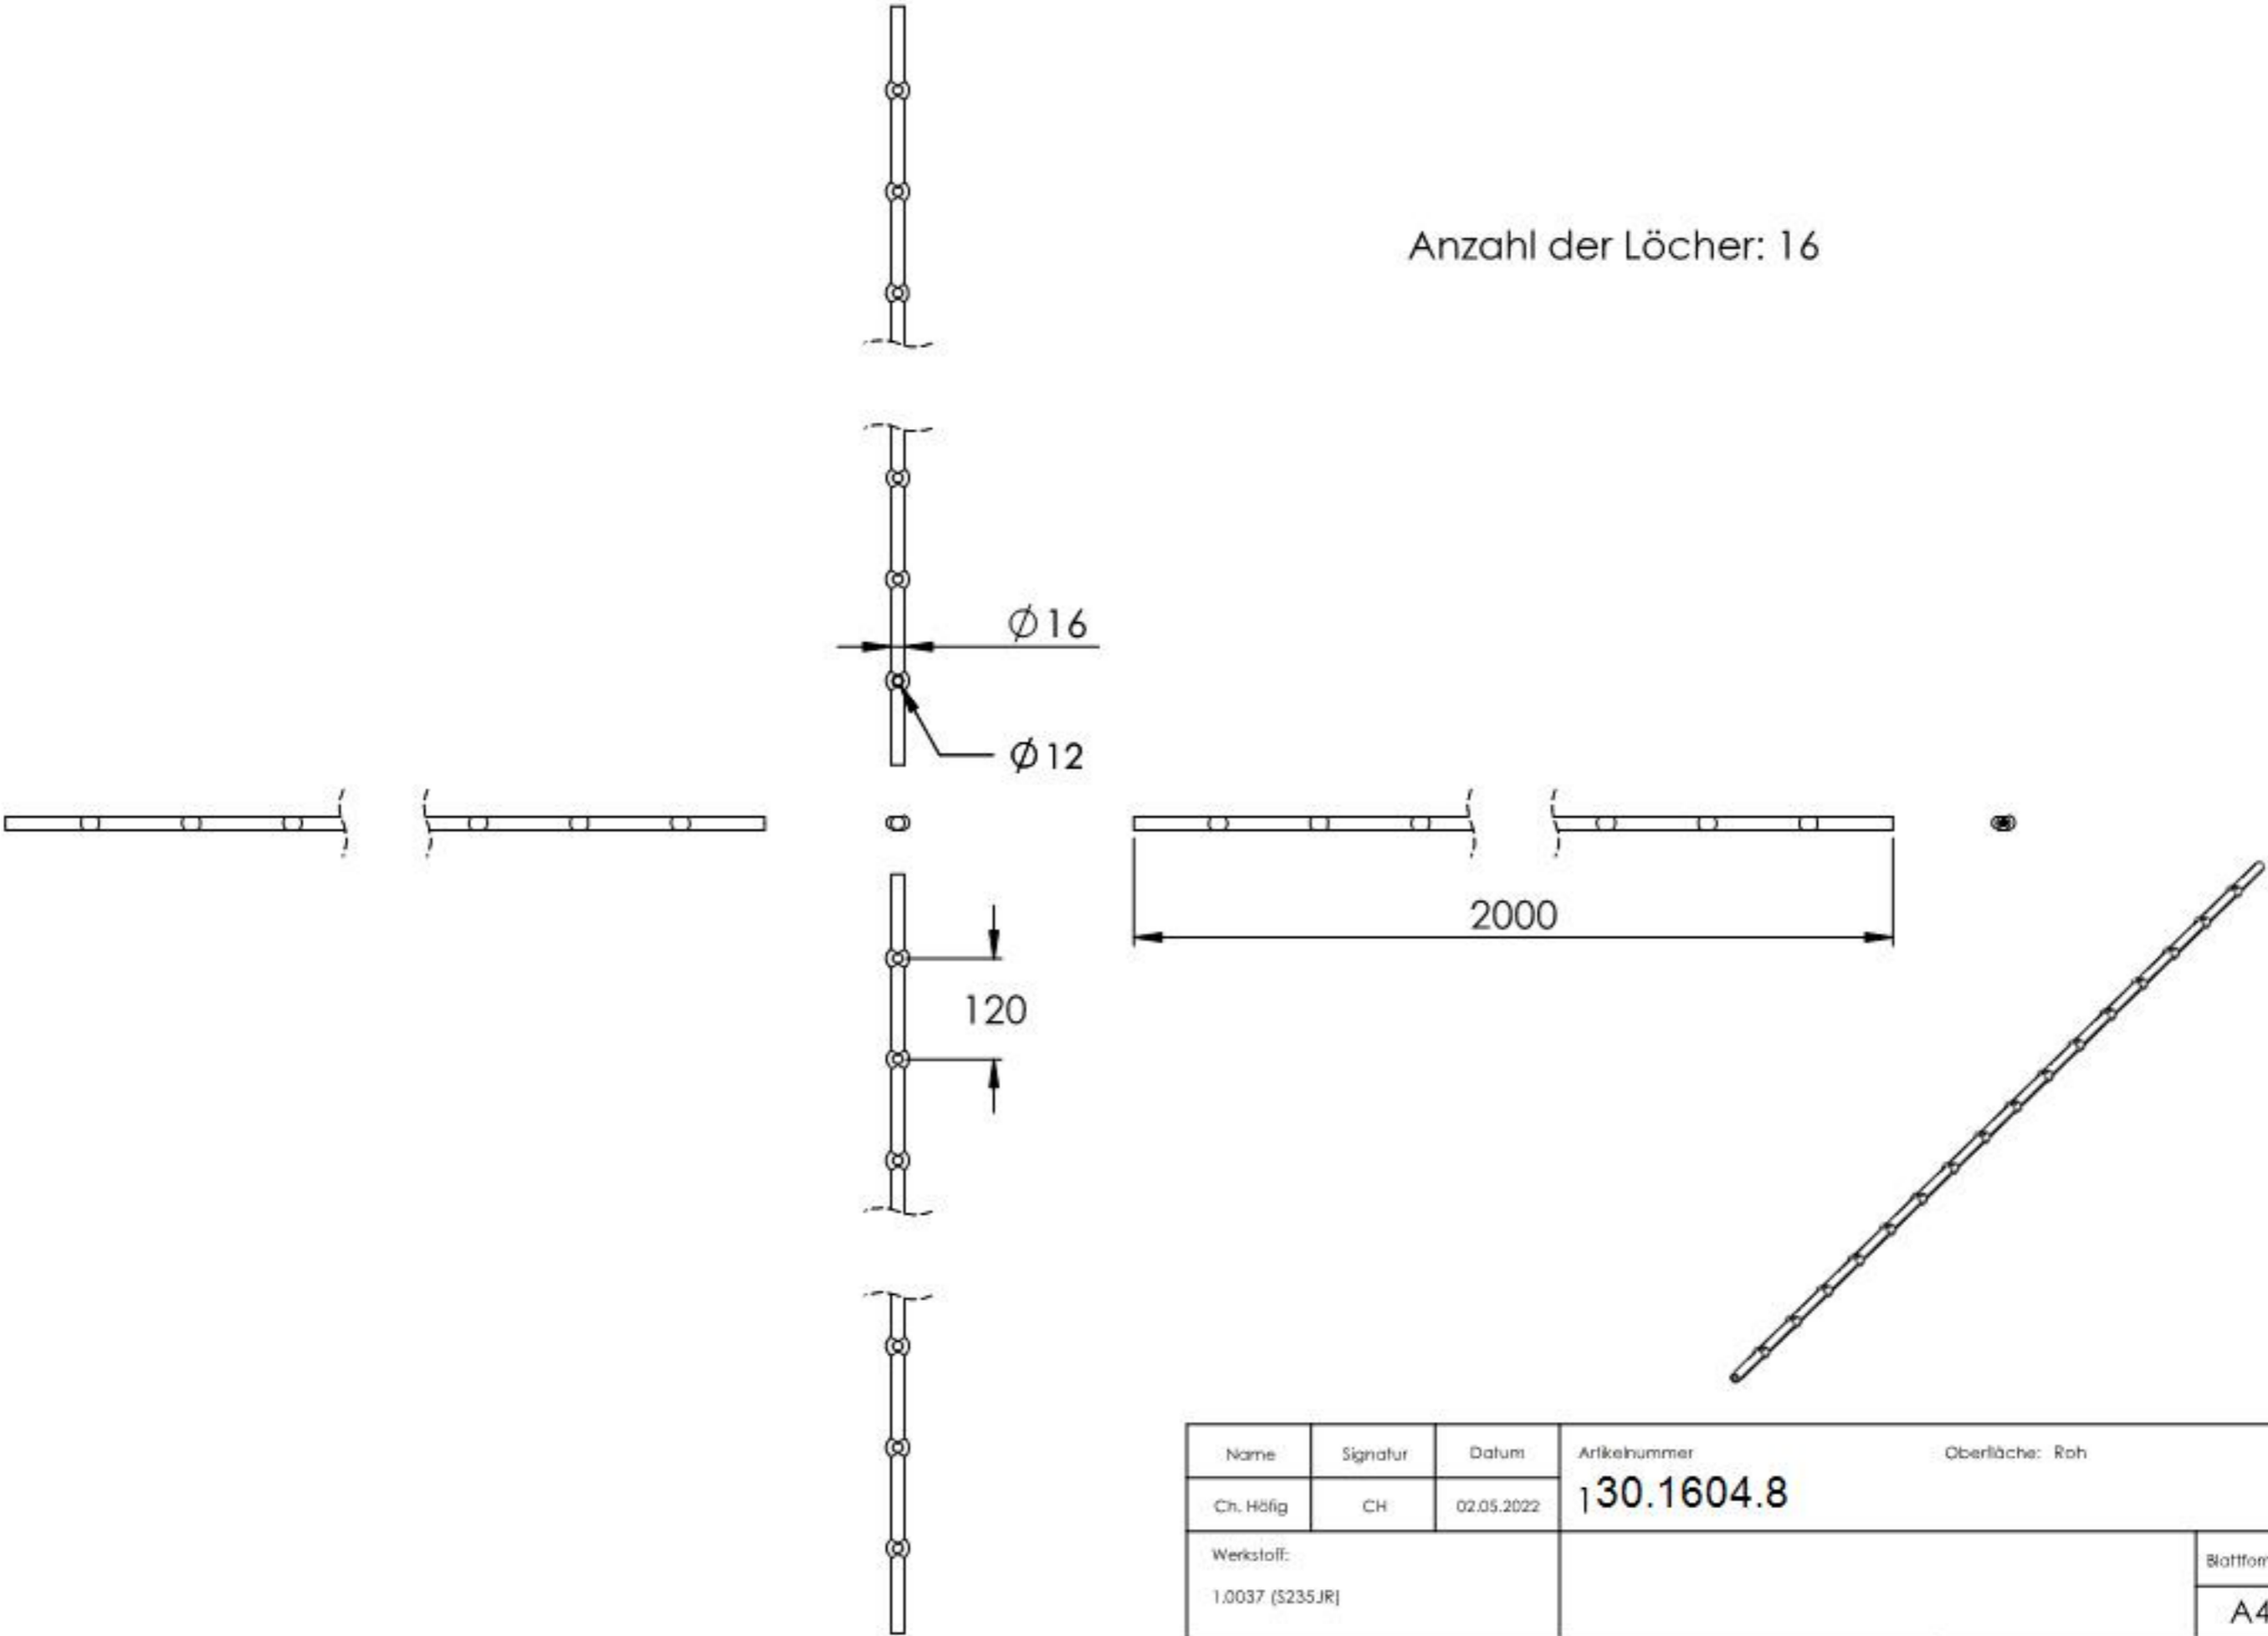 Anzahl der Löcher: 16
Ø16
Ø12
2000
120
Name Signatur Datum Artikelnummer Oberfläche: Roh
Ch. Höfig CH 02.05.2022 130.1604.8
Werkstoff:
1.0037 (S235JR)
A4